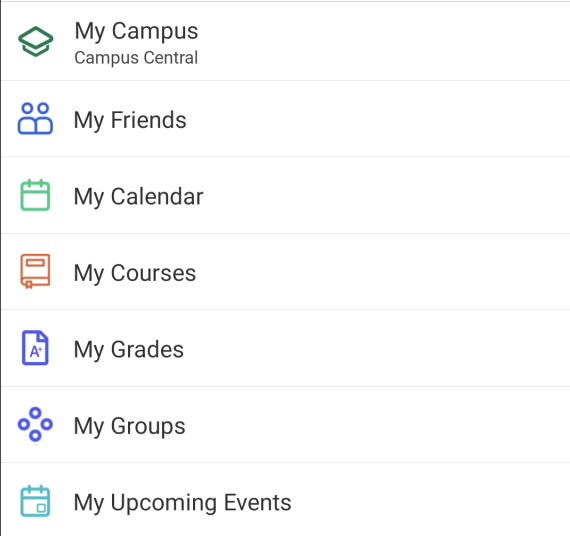 My Campus
Campus Central
My Friends
My Calendar
My Courses
A+
My Grades
My Groups
My Upcoming Events